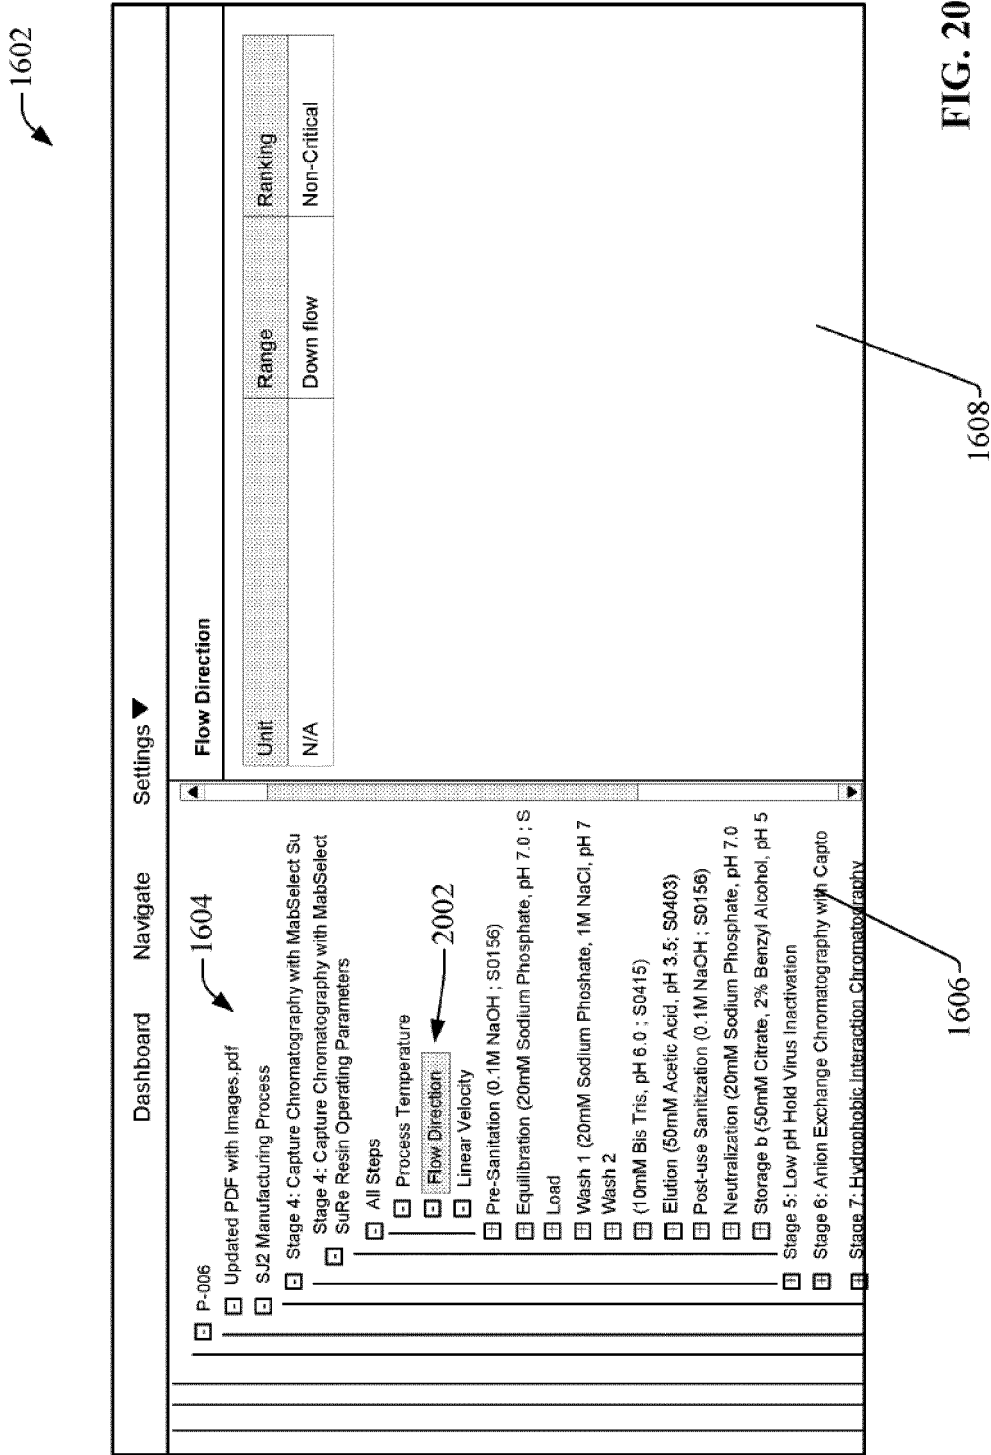 1602
Dashboard Navigate Settings ▼
1604
P-006
Updated PDF with Images.pdf
SJ2 Manufacturing Process
Stage 4: Capture Chromatography with MabSelect Su
Stage 4: Capture Chromatography with MabSelect
SuRe Resin Operating Parameters
All Steps
Process Temperature
Flow Direction
2002
Linear Velocity
Pre-Sanitation (0.1M NaOH ; S0156)
Equilibration (20mM Sodium Phosphate, pH 7.0 ; S
Load
Wash 1 (20mM Sodium Phoshate, 1M NaCl, pH 7
Wash 2
(10mM Bis Tris, pH 6.0 ; S0415)
Elution (50mM Acetic Acid, pH 3.5; S0403)
Post-use Sanitization (0.1M NaOH ; S0156)
Neutralization (20mM Sodium Phosphate, pH 7.0
Storage b (50mM Citrate, 2% Benzyl Alcohol, pH 5
Stage 5: Low pH Hold Virus Inactivation
Stage 6: Anion Exchange Chromatography with Capto
Stage 7: Hydrophobic Interaction Chromatography
Flow Direction
Unit Range Ranking
N/A Down flow Non-Critical
1606
1608
FIG. 20